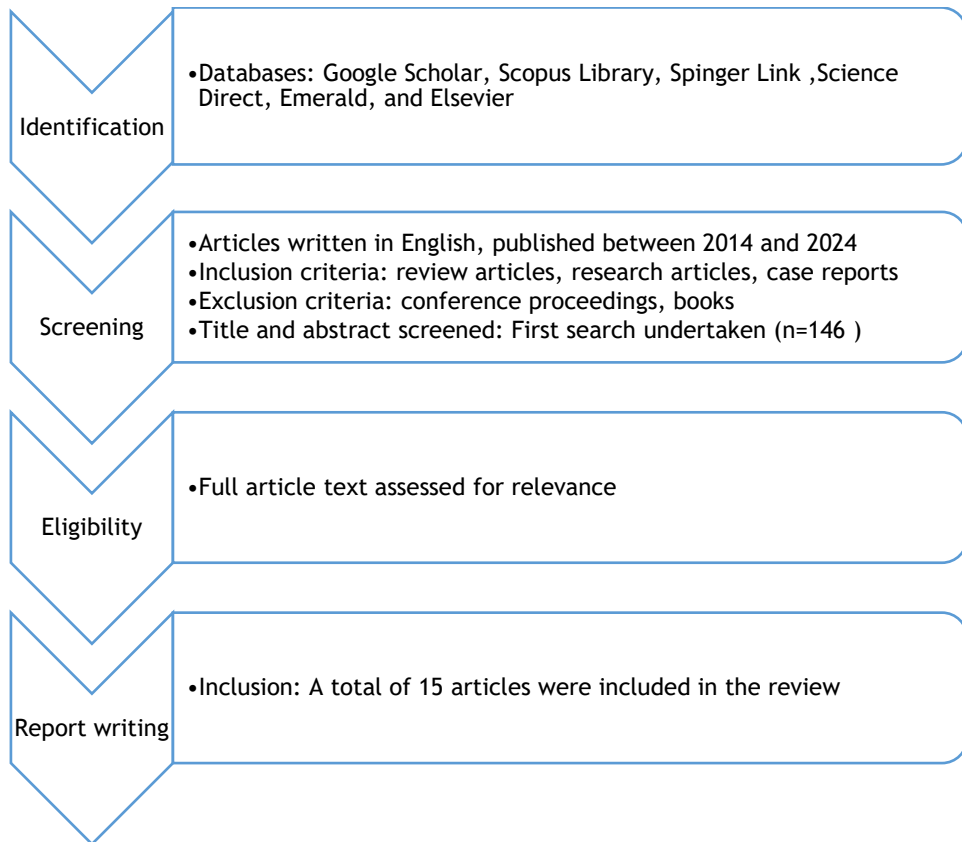 Identification
•Databases: Google Scholar, Scopus Library, Spinger Link ,Science
Direct, Emerald, and Elsevier
Screening
•Articles written in English, published between 2014 and 2024
•Inclusion criteria: review articles, research articles, case reports
•Exclusion criteria: conference proceedings, books
•Title and abstract screened: First search undertaken (n=146 )
Eligibility
•Full article text assessed for relevance
Report writing
•Inclusion: A total of 15 articles were included in the review